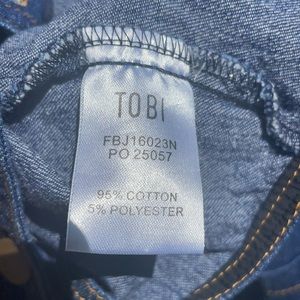 TOBI
FBJ16023N
PO 25057
95% COTTON
5% POLYESTER